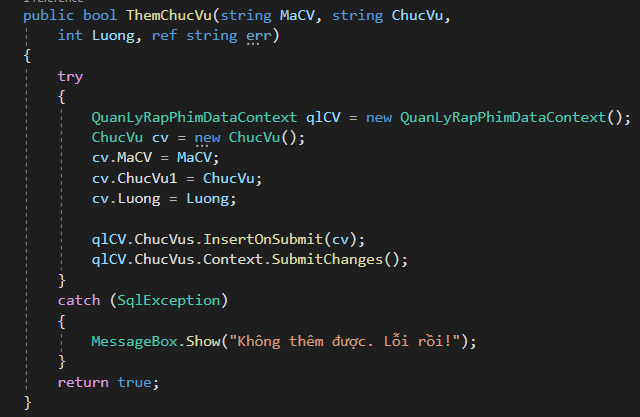 1 reference
public bool ThemChucVu(string MaCV, string ChucVu,
int Luong, ref string err)
{
try
{
QuanLyRapPhimDataContext qlCV = new QuanLyRapPhimDataContext();
ChucVu cv = new ChucVu();
cv.MaCV = MaCV;
cv.ChucVu1 = ChucVu;
cv.Luong = Luong;
qlCV.ChucVus.InsertOnSubmit(cv);
qlCV.ChucVus.Context.SubmitChanges();
}
catch (SqlException)
{
MessageBox.Show("Không thêm được. Lỗi rồi!");
}
return true;
}